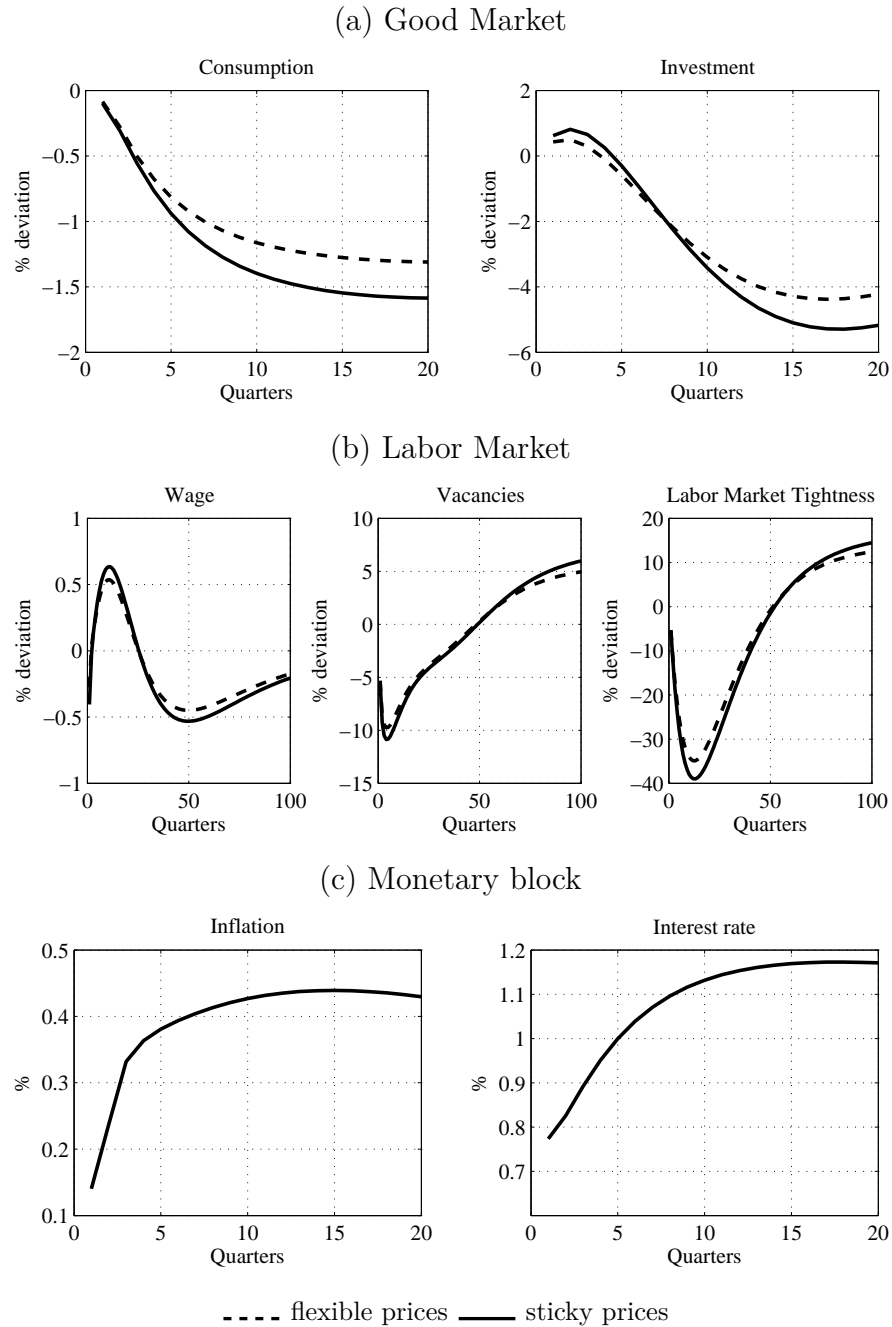 (a) Good Market
Consumption
Investment
0
−0.5
−1
−1.5
−2
% deviation
0 5 10 15 20
Quarters
2
0
−2
−4
−6
% deviation
0 5 10 15 20
Quarters
(b) Labor Market
Wage
Vacancies
Labor Market Tightness
1
0.5
0
−0.5
−1
% deviation
0 50 100
Quarters
10
5
0
−5
−10
−15
% deviation
0 50 100
Quarters
20
10
0
−10
−20
−30
−40
% deviation
0 50 100
Quarters
(c) Monetary block
Inflation
Interest rate
0.5
0.4
0.3
0.2
0.1
%
0 5 10 15 20
Quarters
1.2
1.1
1
0.9
0.8
0.7
%
0 5 10 15 20
Quarters
flexible prices sticky prices